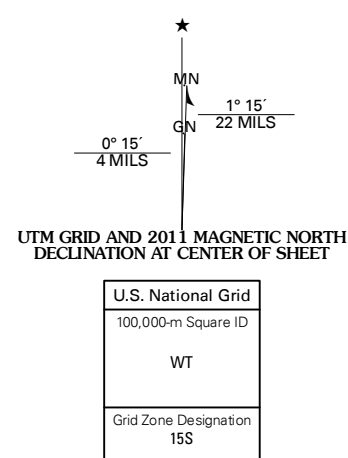 MN
1° 15´
22 MILS
GN
0° 15´
4 MILS
UTM GRID AND 2011 MAGNETIC NORTH
DECLINATION AT CENTER OF SHEET
U.S. National Grid
100,000-m Square ID
WT
Grid Zone Designation
15S